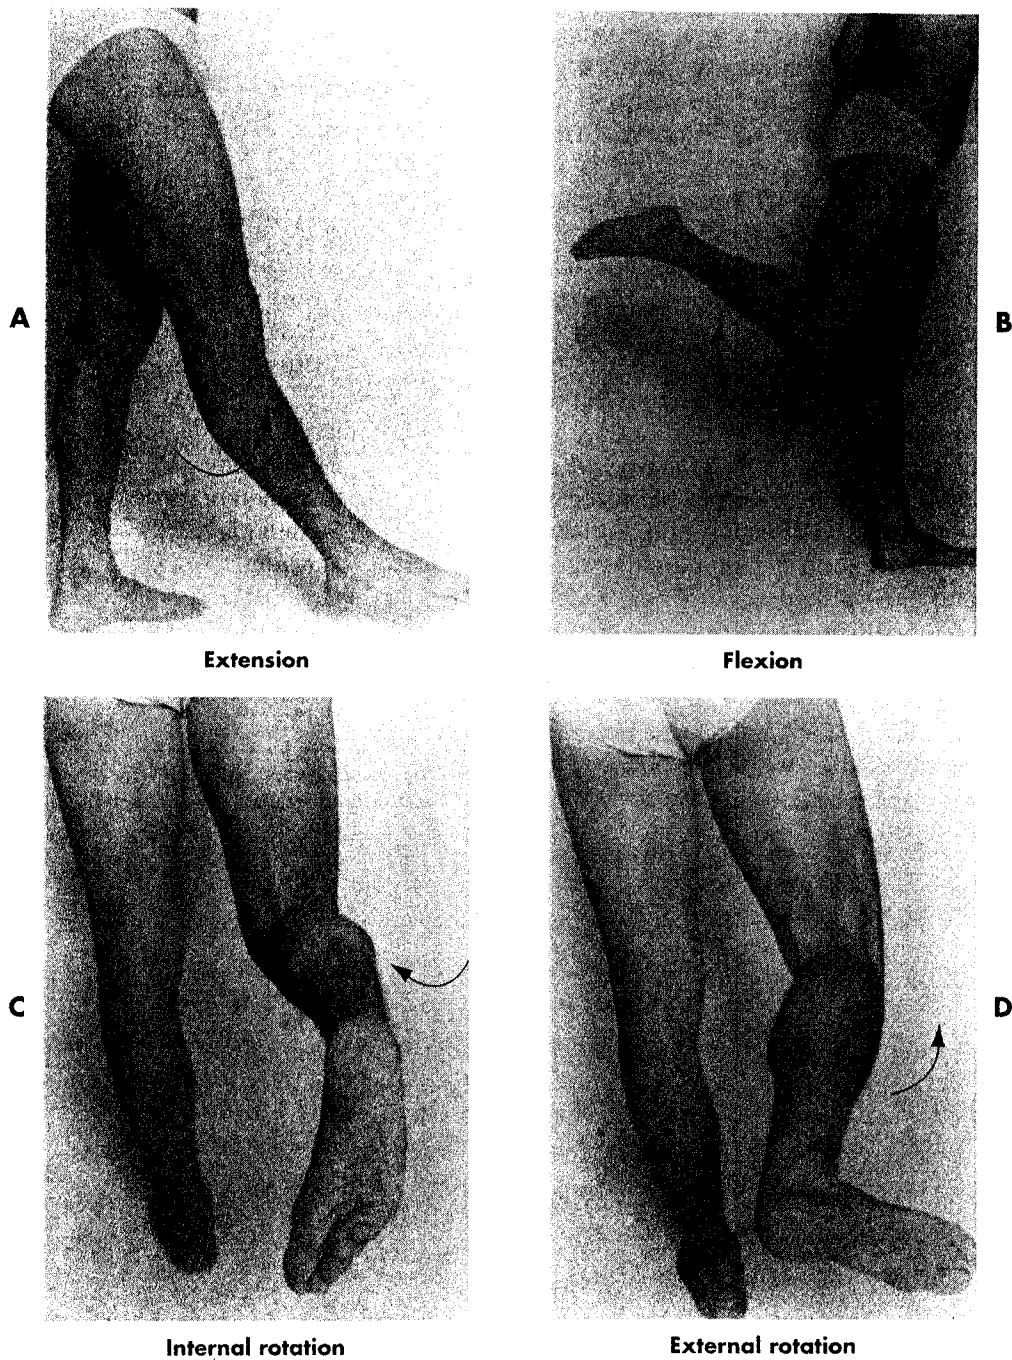 A
B
Extension
Flexion
C
D
Internal rotation
External rotation